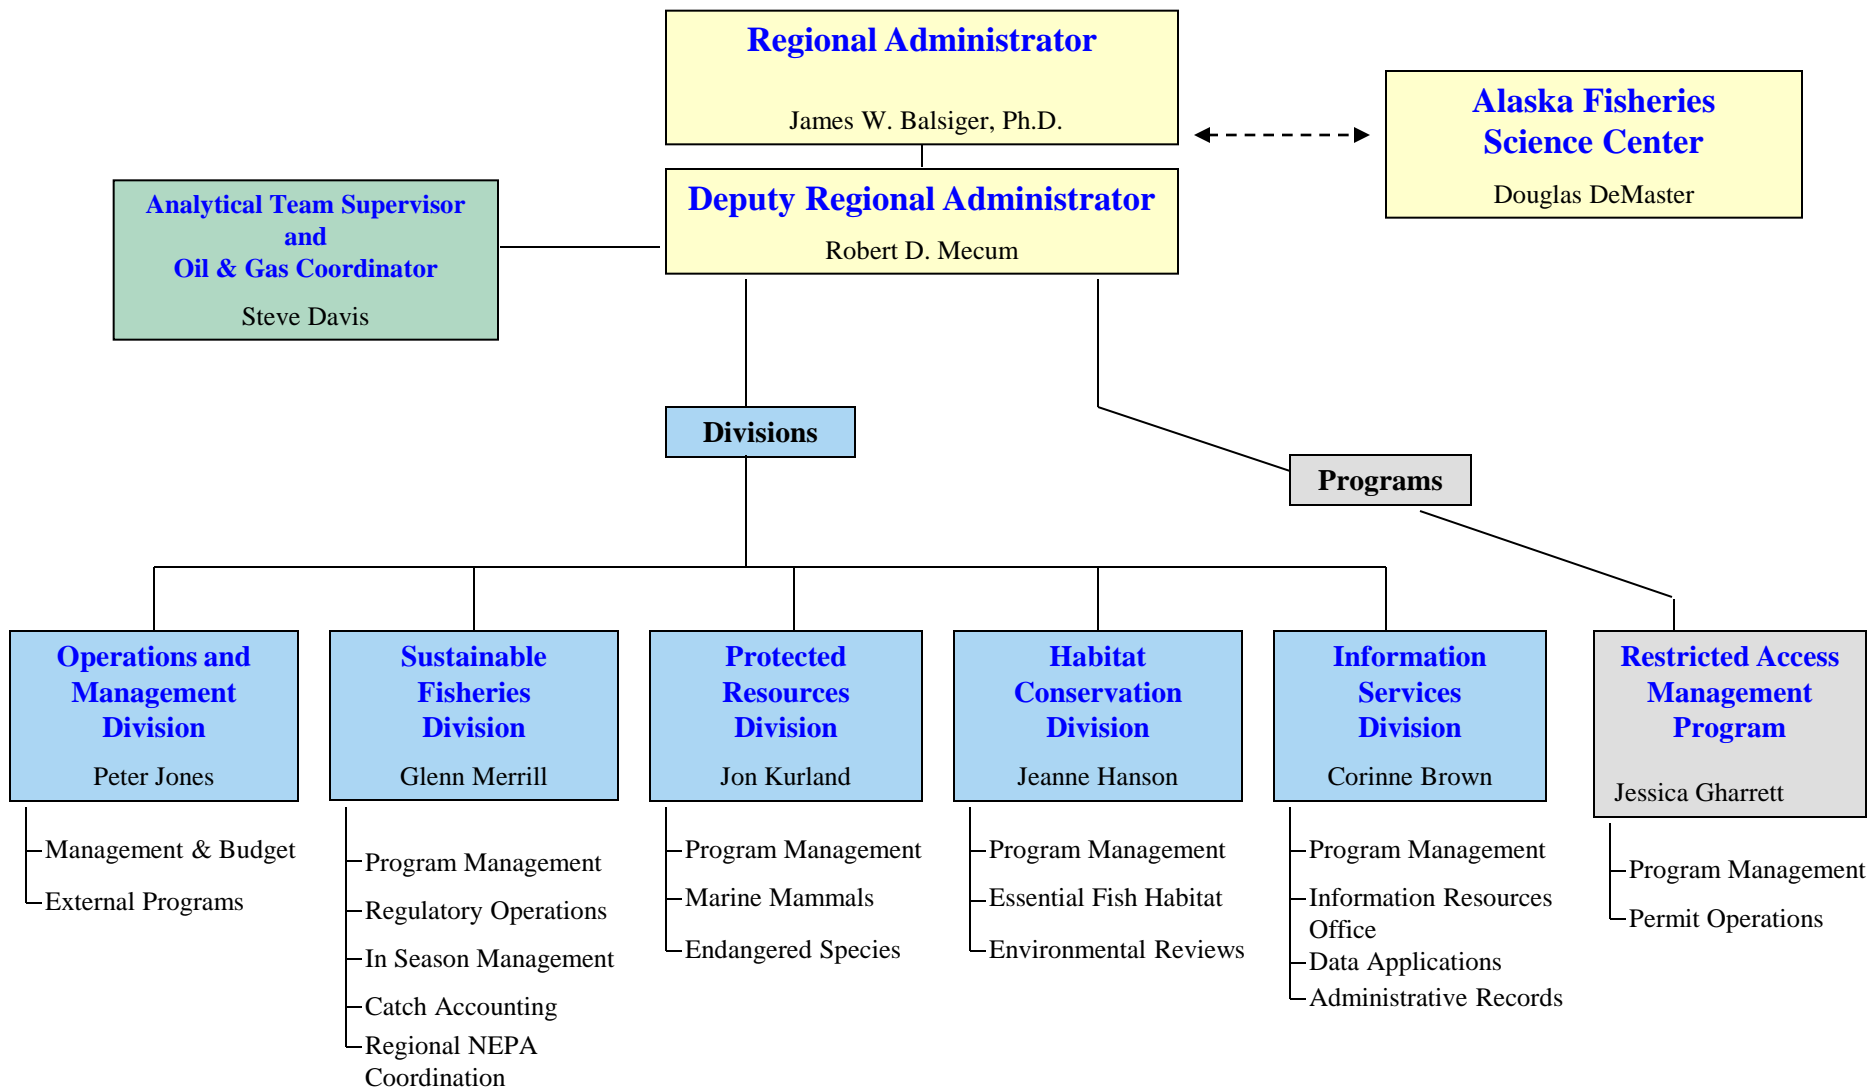 Regional Administrator
James W. Balsiger, Ph.D.
Alaska Fisheries
Science Center
Douglas DeMaster
Deputy Regional Administrator
Robert D. Mecum
Analytical Team Supervisor
and
Oil & Gas Coordinator
Steve Davis
Divisions
Programs
Operations and
Management
Division
Peter Jones
Management & Budget
External Programs
Sustainable
Fisheries
Division
Glenn Merrill
Program Management
Regulatory Operations
In Season Management
Catch Accounting
Regional NEPA
Coordination
Protected
Resources
Division
Jon Kurland
Program Management
Marine Mammals
Endangered Species
Habitat
Conservation
Division
Jeanne Hanson
Program Management
Essential Fish Habitat
Environmental Reviews
Information
Services
Division
Corinne Brown
Program Management
Information Resources
Office
Data Applications
Administrative Records
Restricted Access
Management
Program
Jessica Gharrett
Program Management
Permit Operations